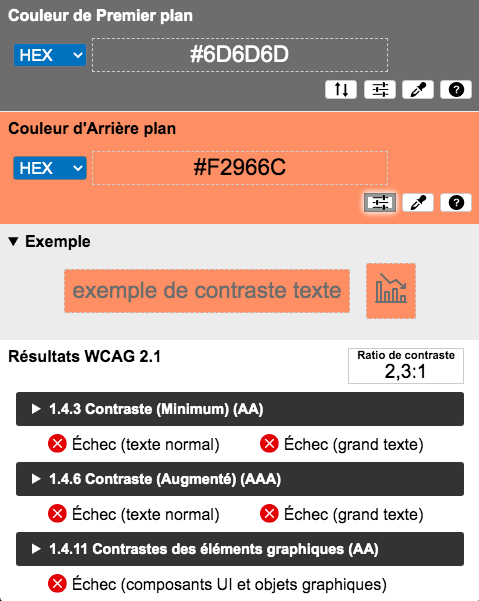 Couleur de Premier plan
HEX
#6D6D6D
Couleur d'Arrière plan
HEX
#F2966C
▼ Exemple
exemple de contraste texte
Résultats WCAG 2.1
Ratio de contraste
2,3:1
▶ 1.4.3 Contraste (Minimum) (AA)
Échec (texte normal) Échec (grand texte)
▶ 1.4.6 Contraste (Augmenté) (AAA)
Échec (texte normal) Échec (grand texte)
▶ 1.4.11 Contrastes des éléments graphiques (AA)
Échec (composants UI et objets graphiques)